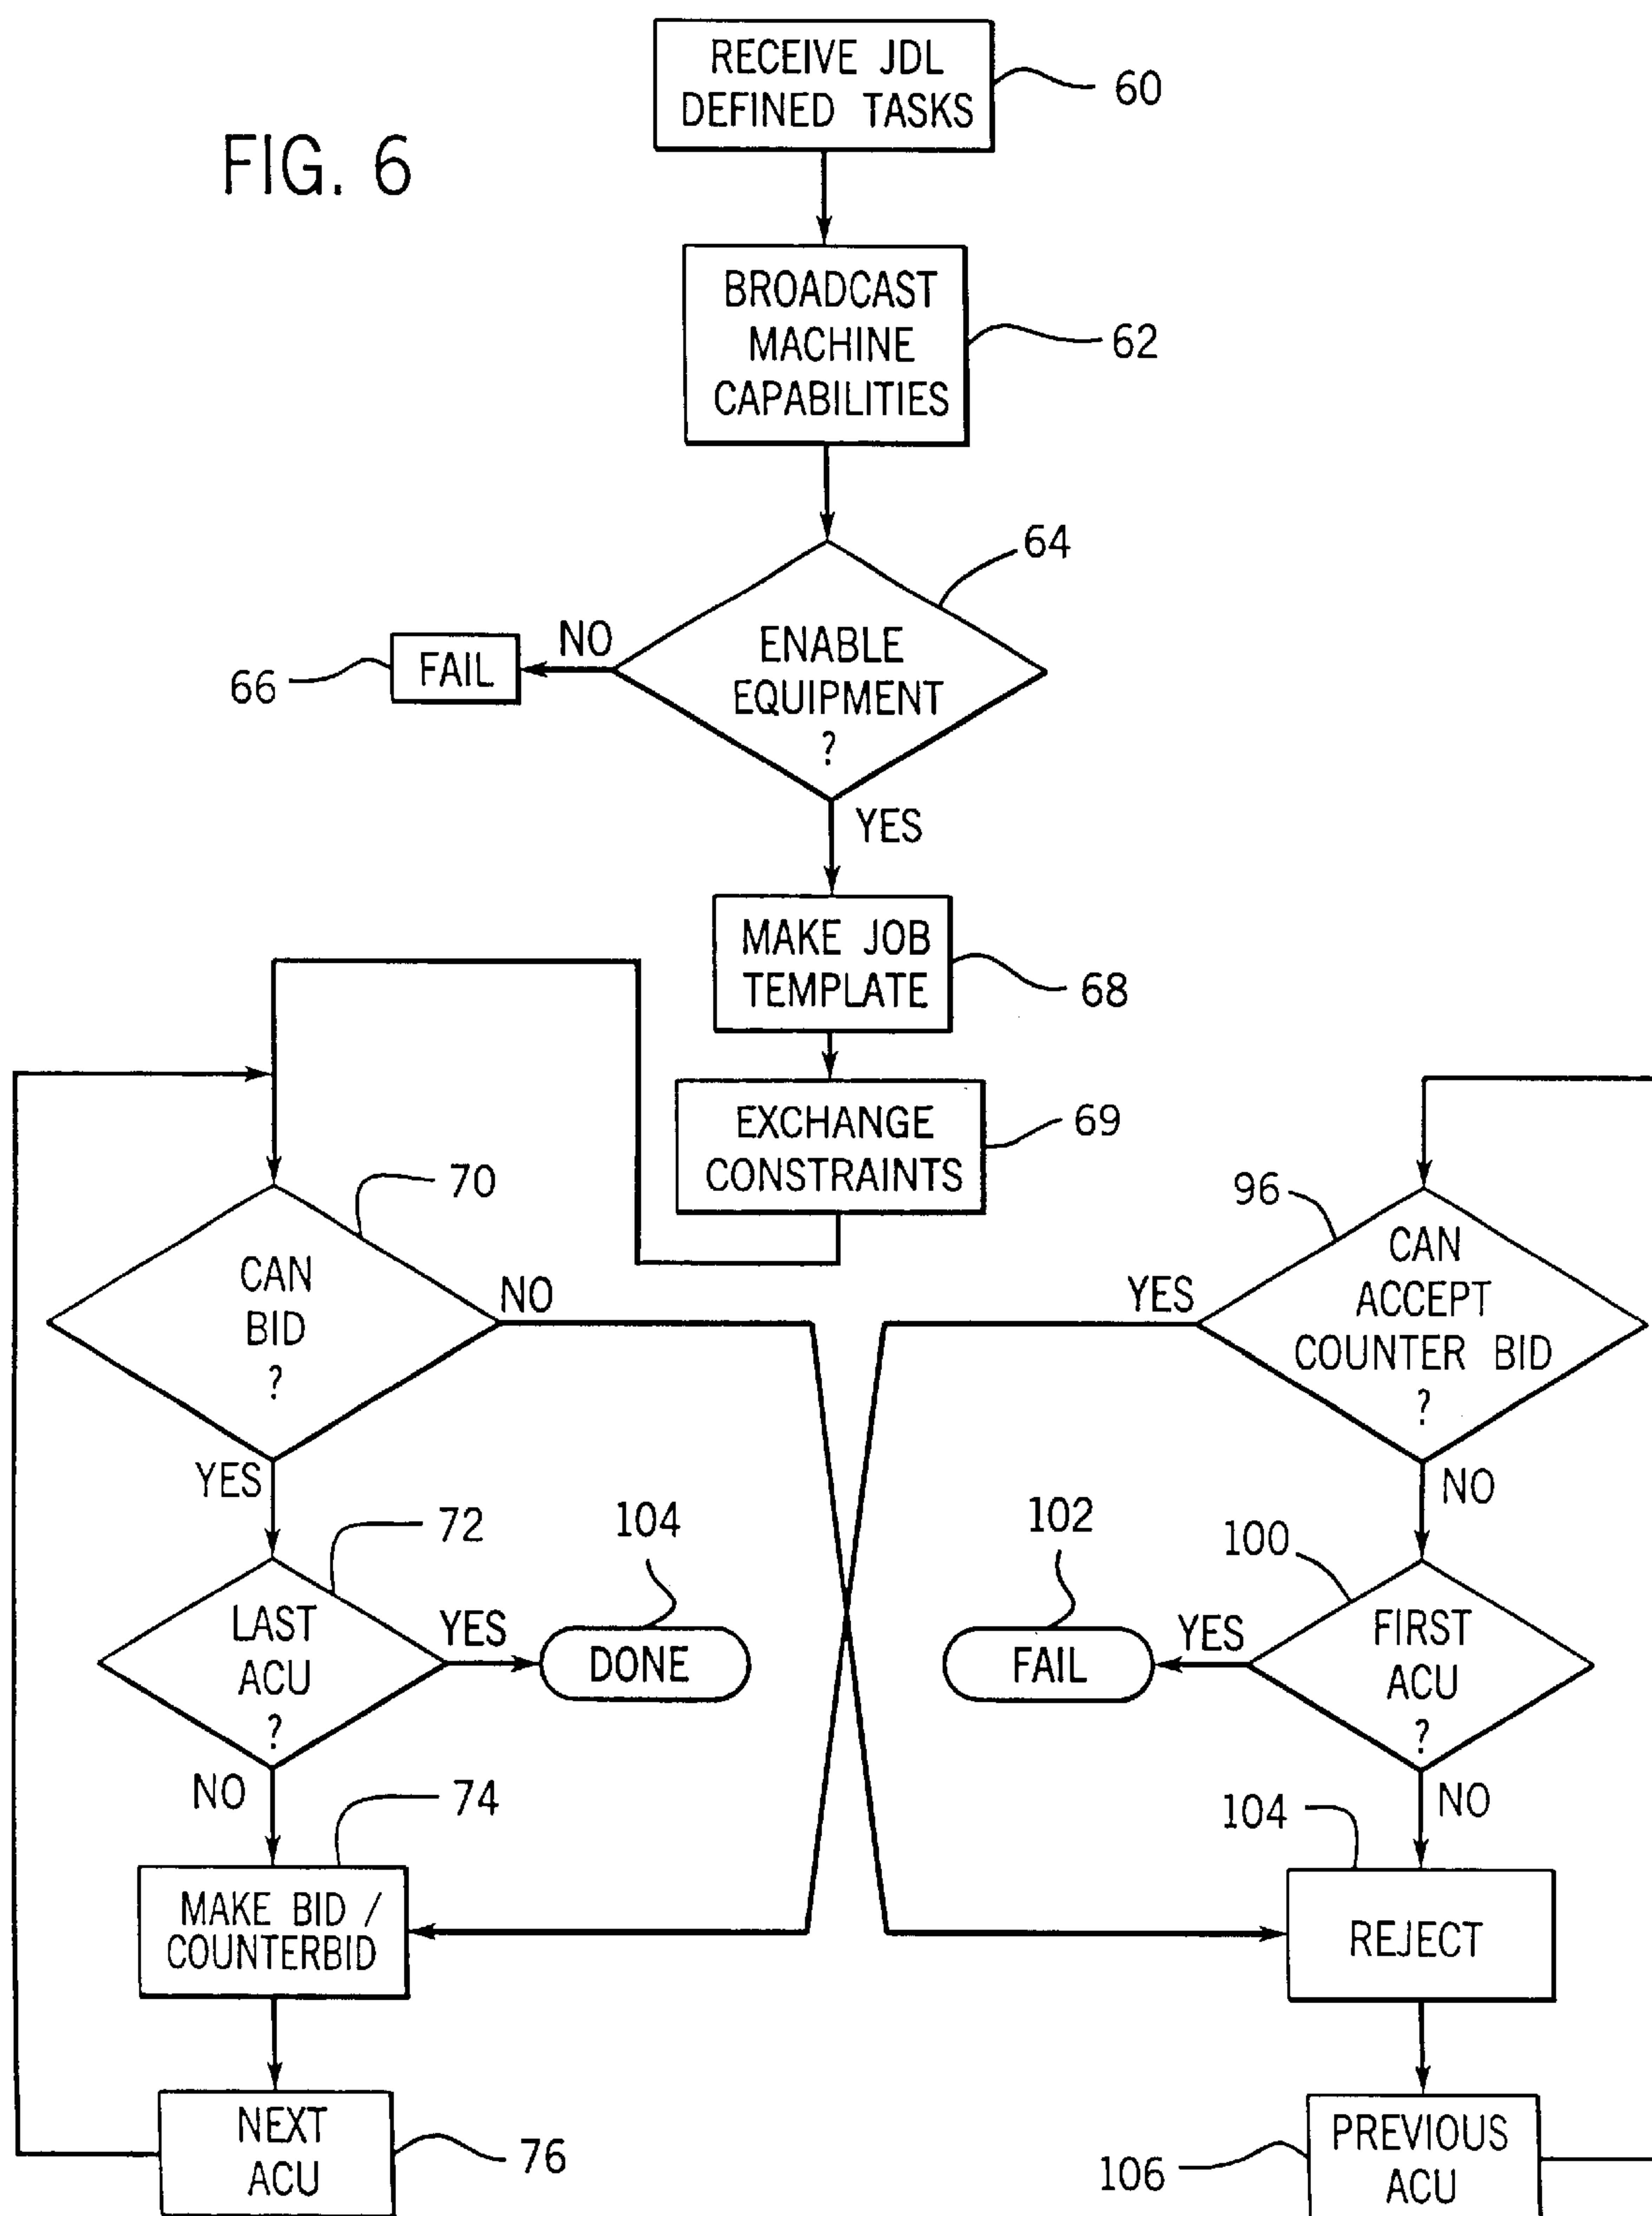 FIG. 6
RECEIVE JDL
DEFINED TASKS
60
BROADCAST
MACHINE
CAPABILITIES
62
64
ENABLE
EQUIPMENT
?
NO
FAIL
66
YES
MAKE JOB
TEMPLATE
68
EXCHANGE
CONSTRAINTS
69
70
CAN
BID
?
NO
YES
96
CAN
ACCEPT
COUNTER BID
?
YES
NO
72
LAST
ACU
?
YES
104
DONE
NO
102
FAIL
YES
100
FIRST
ACU
?
NO
74
MAKE BID /
COUNTERBID
104
REJECT
NEXT
ACU
76
PREVIOUS
ACU
106